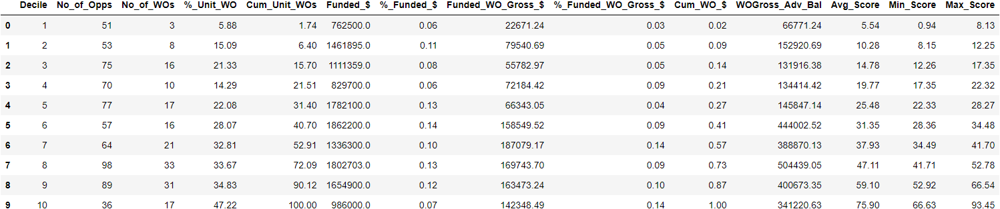 Decile No_of_Opps No_of_WOs %_Unit_WO Cum_Unit_WOs Funded_$ %_Funded_$ Funded_WO_Gross_$ %_Funded_WO_Gross_$ Cum_WO_$ WOGross_Adv_Bal Avg_Score Min_Score Max_Score
0 1 51 3 5.88 1.74 762500.0 0.06 22671.24 0.03 0.02 66771.24 5.54 0.94 8.13
1 2 53 8 15.09 6.40 1461895.0 0.11 79540.69 0.05 0.09 152920.69 10.28 8.15 12.25
2 3 75 16 21.33 15.70 1111359.0 0.08 55782.97 0.05 0.14 131916.38 14.78 12.26 17.35
3 4 70 10 14.29 21.51 829700.0 0.06 72184.42 0.09 0.21 134414.42 19.77 17.35 22.32
4 5 77 17 22.08 31.40 1782100.0 0.13 66343.05 0.04 0.27 145847.14 25.48 22.33 28.27
5 6 57 16 28.07 40.70 1862200.0 0.14 158549.52 0.09 0.41 444002.52 31.35 28.36 34.48
6 7 64 21 32.81 52.91 1336300.0 0.10 187079.17 0.14 0.57 388870.13 37.93 34.49 41.70
7 8 98 33 33.67 72.09 1802703.0 0.13 169743.70 0.09 0.73 504439.05 47.11 41.71 52.78
8 9 89 31 34.83 90.12 1654900.0 0.12 163473.24 0.10 0.87 400673.35 59.10 52.92 66.54
9 10 36 17 47.22 100.00 986000.0 0.07 142348.49 0.14 1.00 341220.63 75.90 66.63 93.45